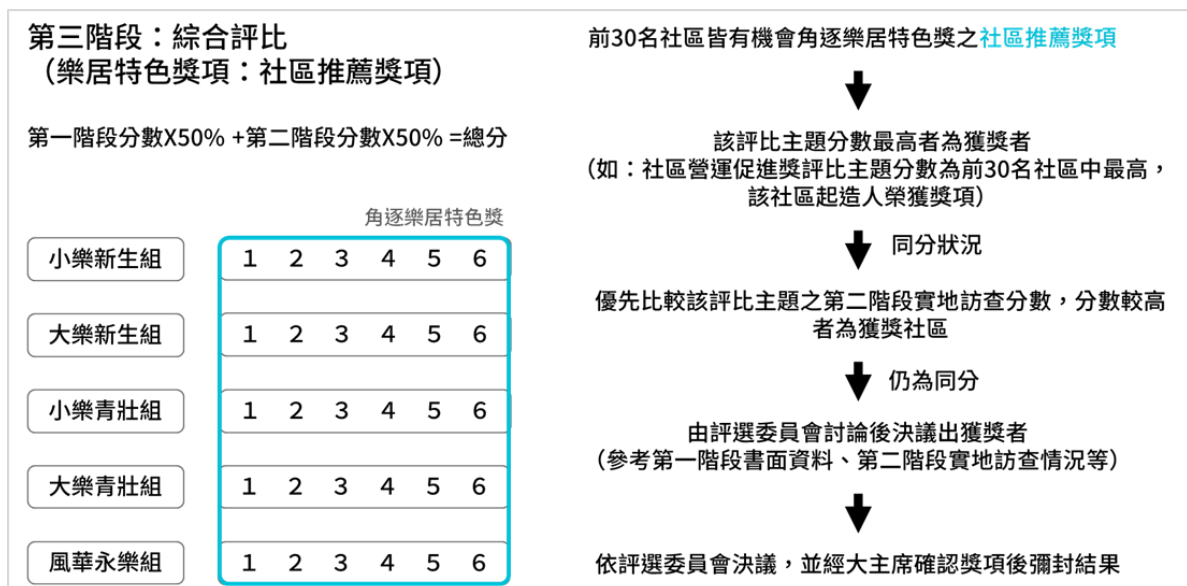 第三階段：綜合評比
（樂居特色獎項：社區推薦獎項）
第一階段分數X50% +第二階段分數X50% =總分
角逐樂居特色獎
小樂新生組 1 2 3 4 5 6
大樂新生組 1 2 3 4 5 6
小樂青壯組 1 2 3 4 5 6
大樂青壯組 1 2 3 4 5 6
風華永樂組 1 2 3 4 5 6
前30名社區皆有機會角逐樂居特色獎之社區推薦獎項
該評比主題分數最高者為獲獎者
（如：社區營運促進獎評比主題分數為前30名社區中最高，
該社區起造人榮獲獎項）
同分狀況
優先比較該評比主題之第二階段實地訪查分數，分數較高
者為獲獎社區
仍為同分
由評選委員會討論後決議出獲獎者
（參考第一階段書面資料、第二階段實地訪查情況等）
依評選委員會決議，並經大主席確認獎項後彌封結果